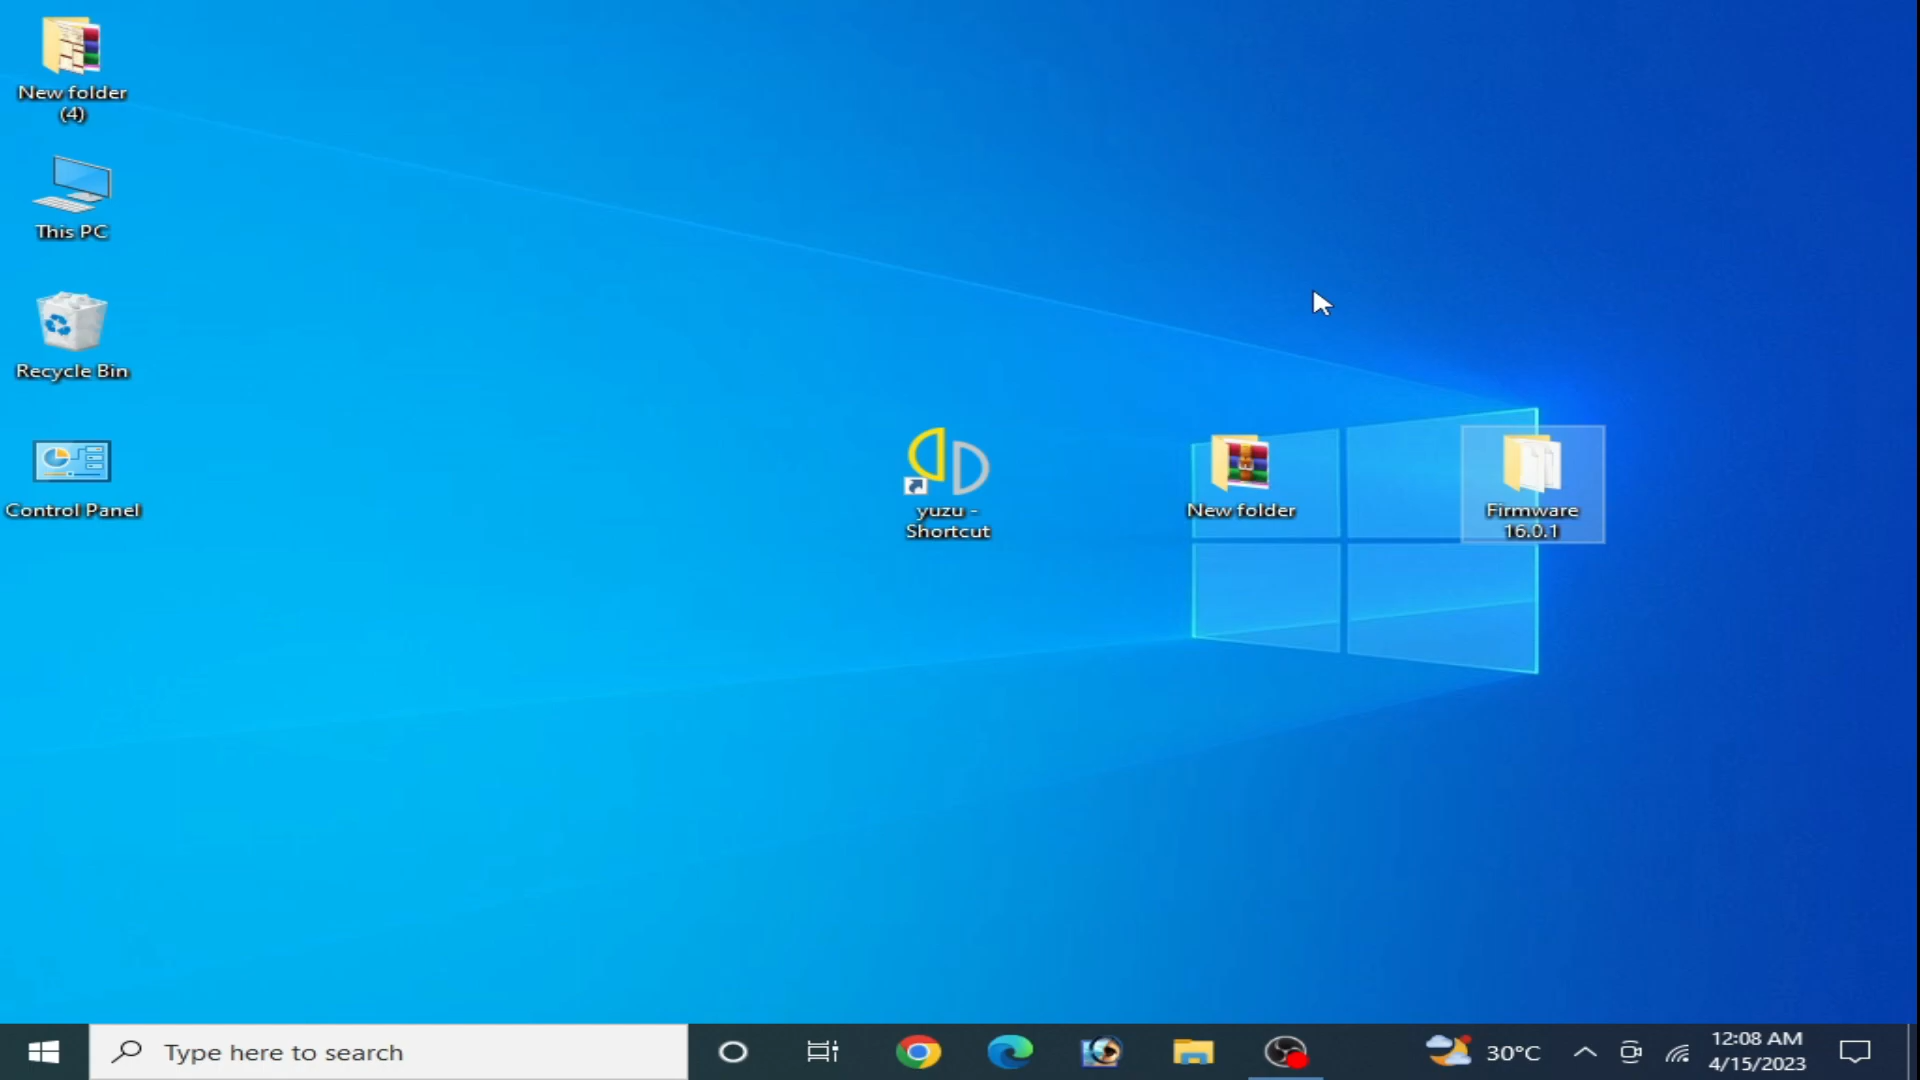 New folder
(4)
This PC
Recycle Bin
Control Panel
yuzu -
Shortcut
New folder
Firmware
16.0.1
Type here to search
30°C
12:08 AM
4/15/2023